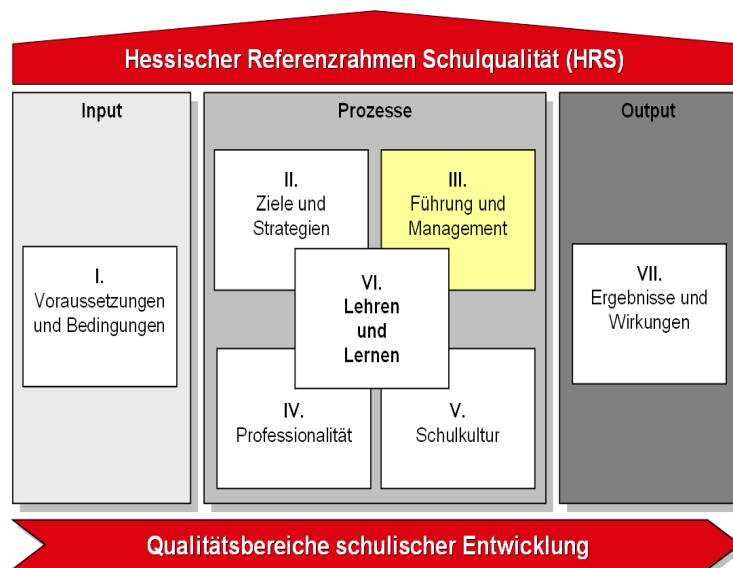 Hessischer Referenzrahmen Schulqualität (HRS)
Input
Prozesse
Output
I.
Voraussetzungen
und Bedingungen
II.
Ziele und
Strategien
III.
Führung und
Management
VI.
Lehren
und
Lernen
IV.
Professionalität
V.
Schulkultur
VII.
Ergebnisse und
Wirkungen
Qualitätsbereiche schulischer Entwicklung